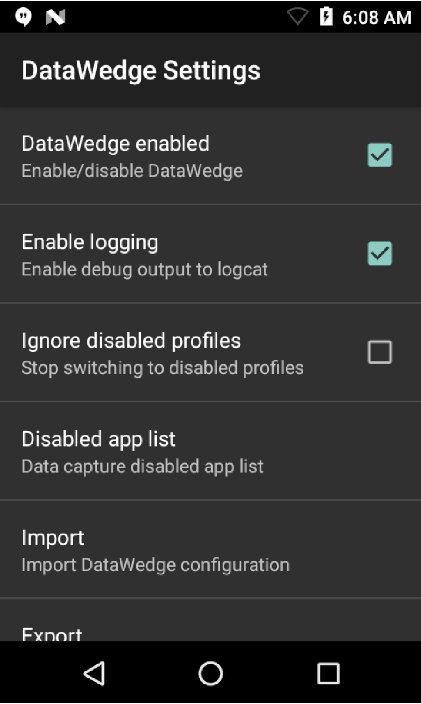 6:08 AM
DataWedge Settings
DataWedge enabled
Enable/disable DataWedge
Enable logging
Enable debug output to logcat
Ignore disabled profiles
Stop switching to disabled profiles
Disabled app list
Data capture disabled app list
Import
Import DataWedge configuration
Export